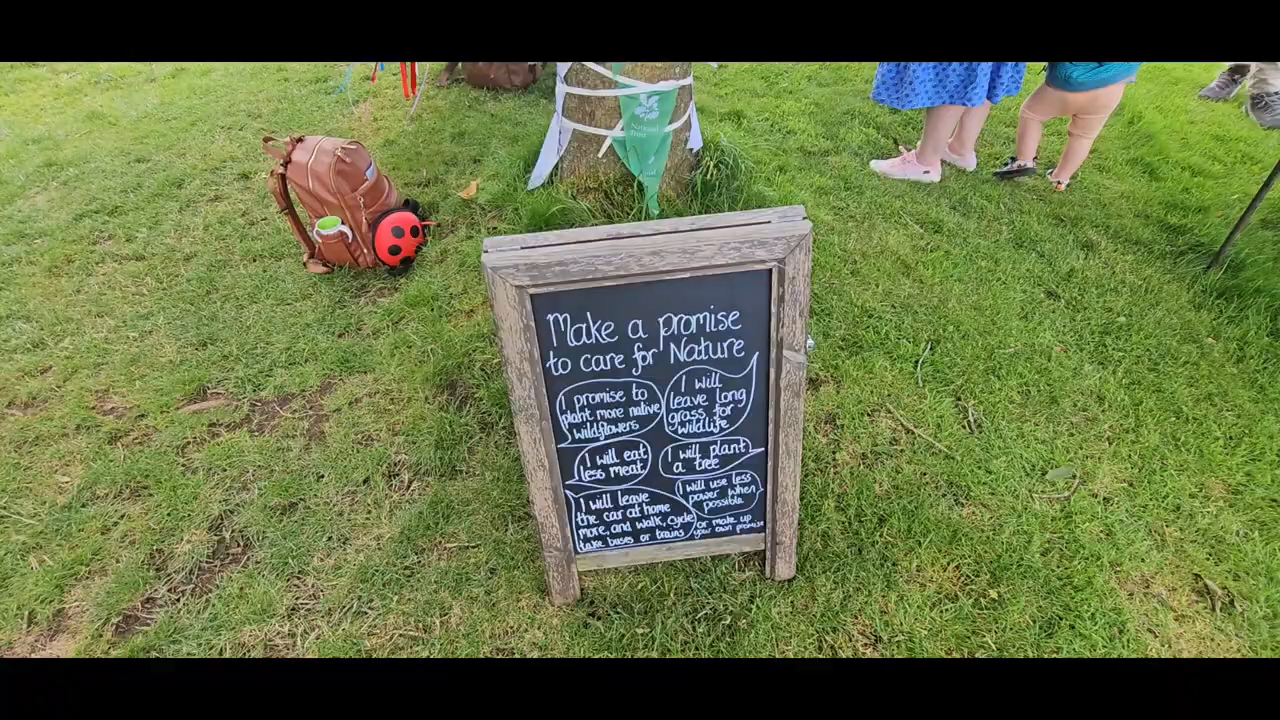 National
Trust
Make a promise
to care for Nature
I promise to
plant more native
wildflowers
I will
leave long
grass for
wildlife
I will eat
less meat
I will plant
a tree
I will use less
power when
possible
I will leave
the car at home
more, and walk, cycle
take buses or trains
or make up
your own promise